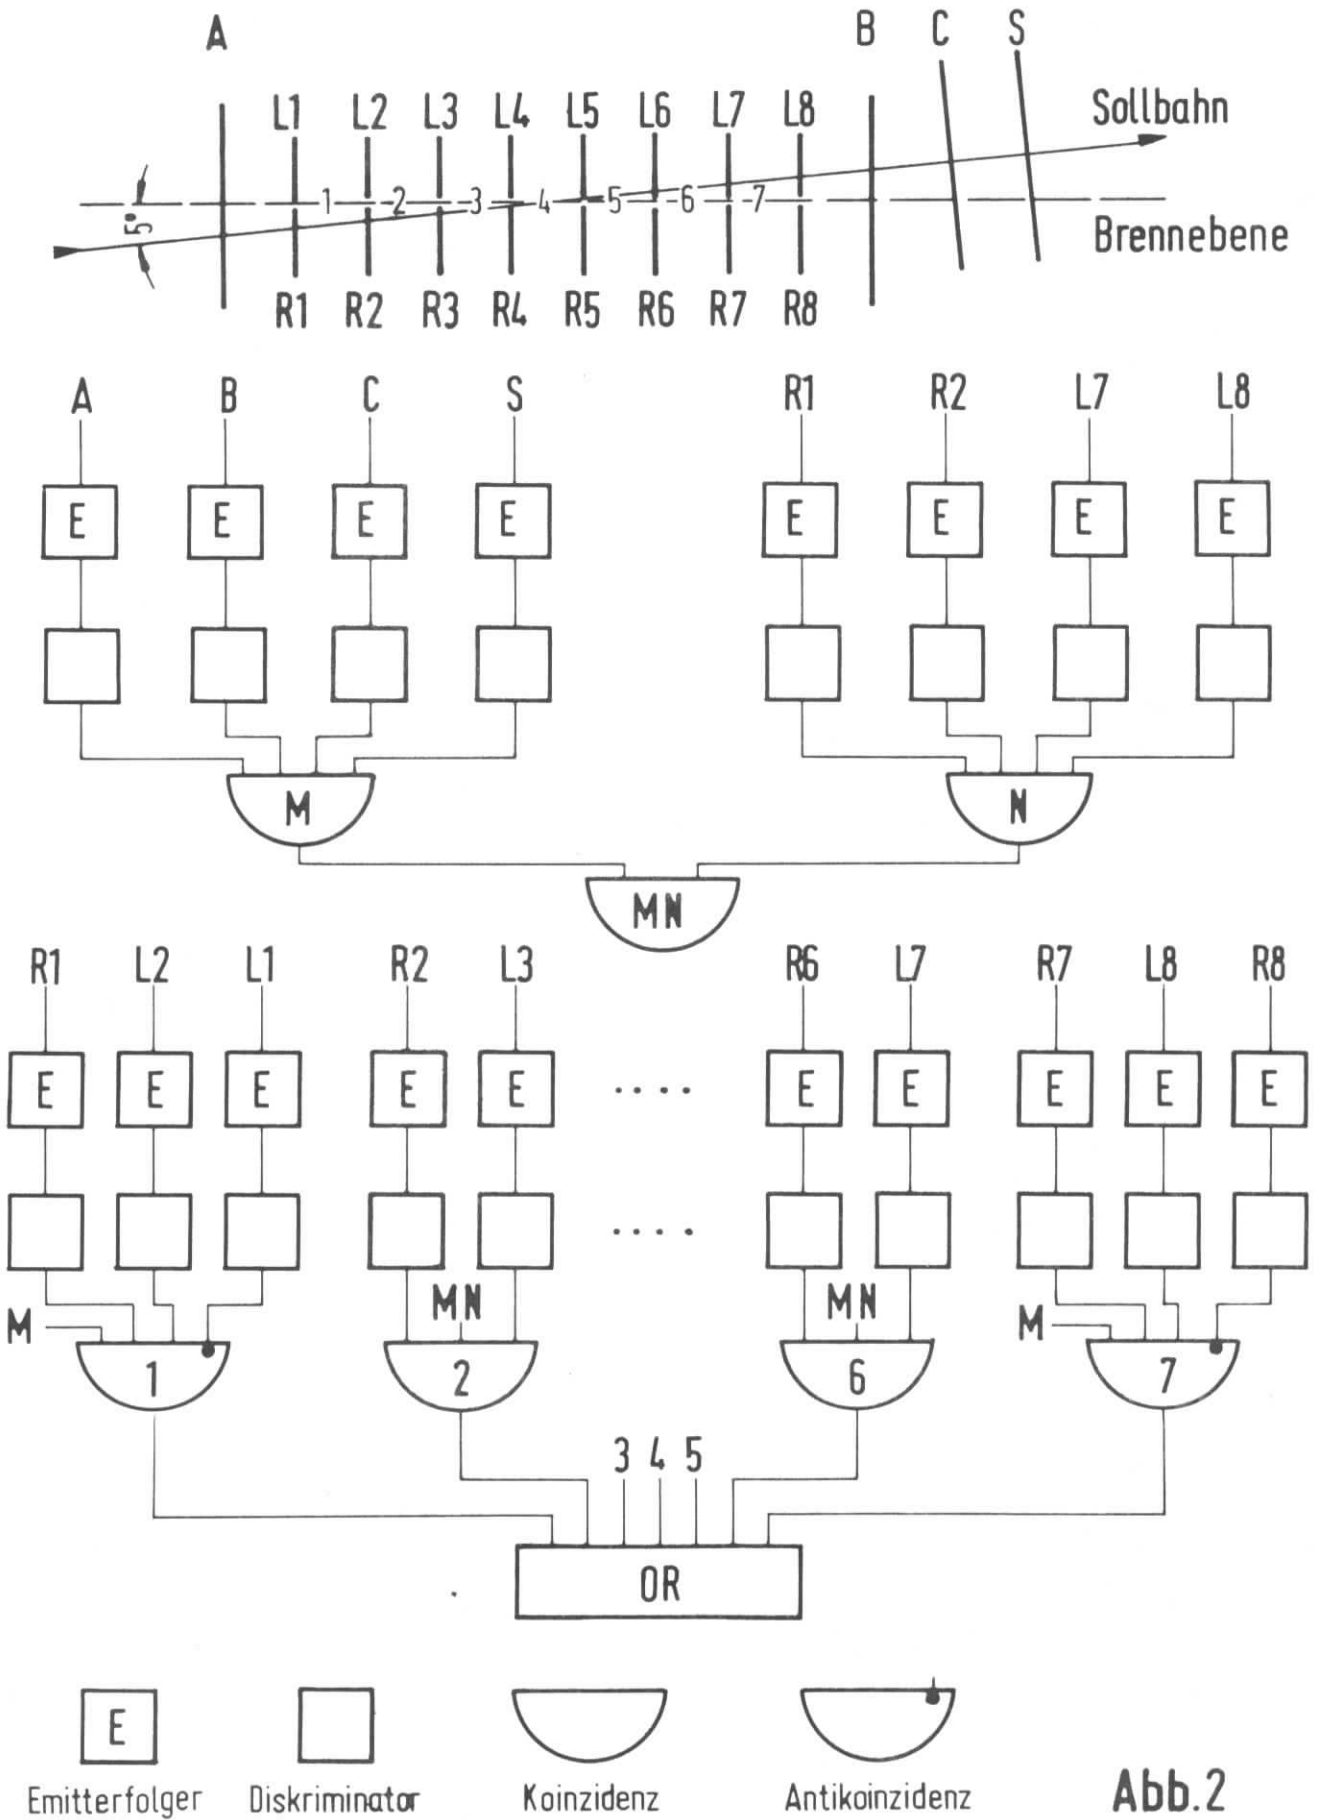 A B C S
L1 L2 L3 L4 L5 L6 L7 L8 Sollbahn
5° 1 2 3 4 5 6 7
Brennebene
R1 R2 R3 R4 R5 R6 R7 R8
A B C S R1 R2 L7 L8
E E E E E E E E
M N
MN
R1 L2 L1 R2 L3 R6 L7 R7 L8 R8
E E E E E .... E E E E E
....
M MN MN M
1 2 6 7
3 4 5
OR
E
Emitterfolger Diskriminator Koinzidenz Antikoinzidenz Abb.2